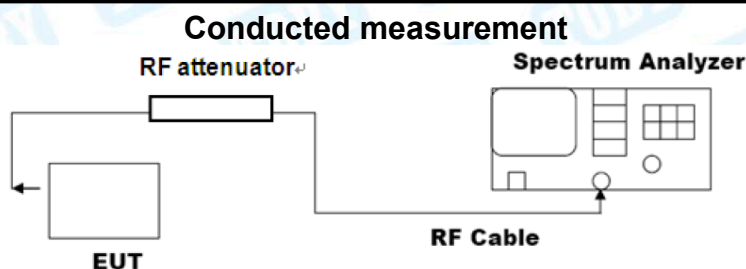 Conducted measurement
RF attenuator↵
Spectrum Analyzer
RF Cable
EUT